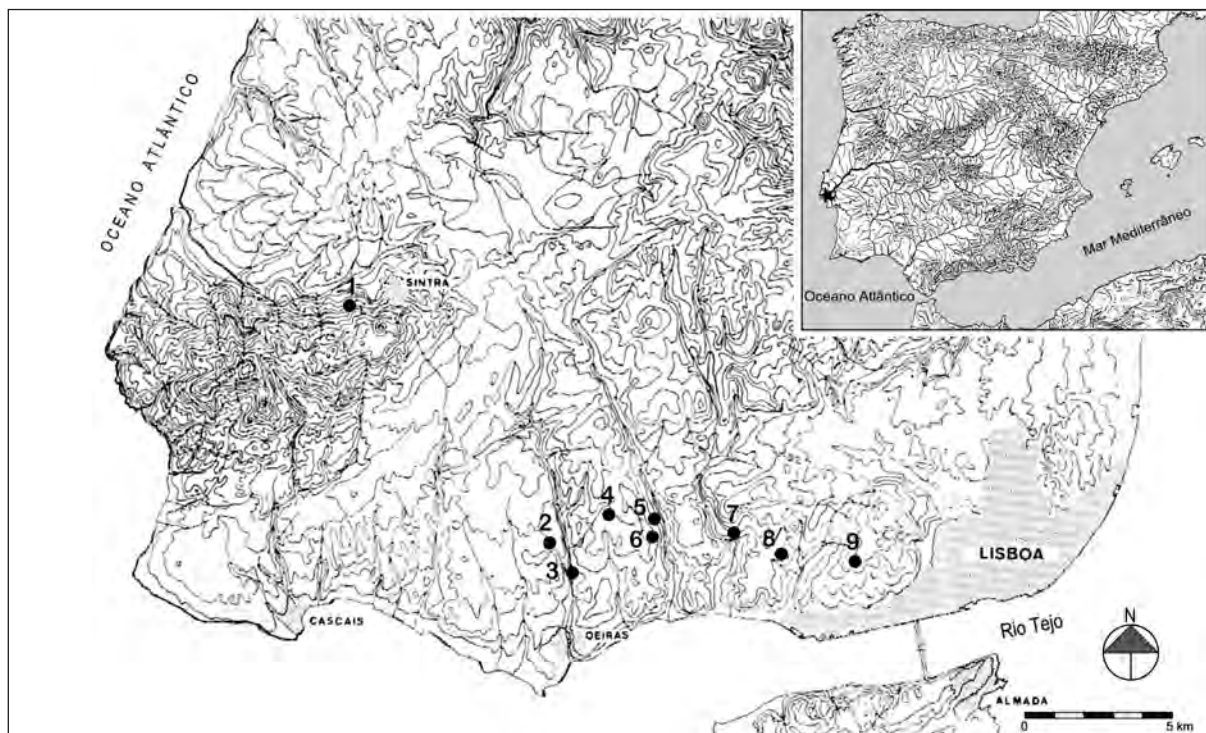 OCEANO ATLÂNTICO
Mar Mediterrâneo
Oceano Atlântico
1
SINTRA
4
5
2
6
7
8
9
3
LISBOA
CASCAIS
OEIRAS
Rio Tejo
N
ALMADA
0
5 km